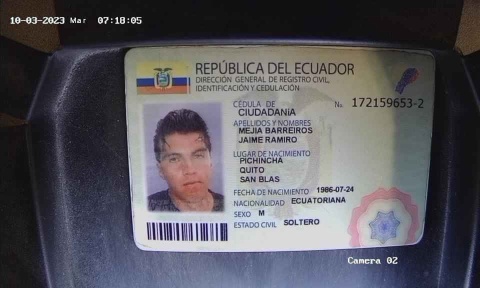 10-03-2023 Mar 07:18:05
REPÚBLICA DEL ECUADOR
DIRECCIÓN GENERAL DE REGISTRO CIVIL,
IDENTIFICACIÓN Y CEDULACIÓN
CÉDULA DE No. 172159653-2
CIUDADANÍA
APELLIDOS Y NOMBRES
MEJIA BARREIROS
JAIME RAMIRO
LUGAR DE NACIMIENTO
PICHINCHA
QUITO
SAN BLAS
FECHA DE NACIMIENTO 1986-07-24
NACIONALIDAD ECUATORIANA
SEXO M
ESTADO CIVIL SOLTERO
Camera 02